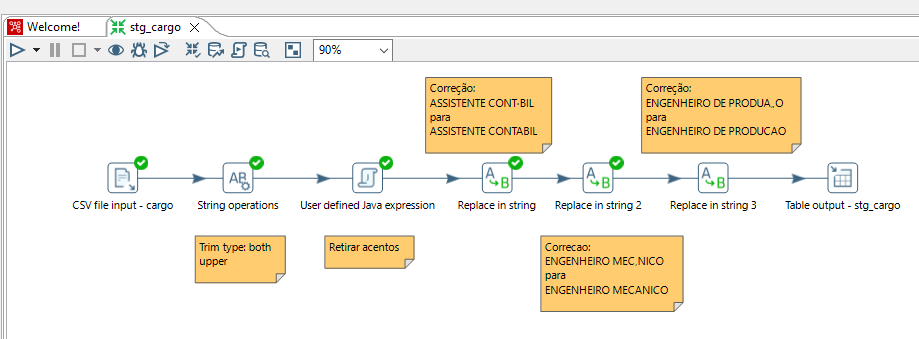 Welcome!
stg_cargo
90%
Correção:
ASSISTENTE CONT·BIL
para
ASSISTENTE CONTABIL
Correção:
ENGENHEIRO DE PRODUA,,O
para
ENGENHEIRO DE PRODUCAO
CSV file input - cargo
String operations
User defined Java expression
Replace in string
Replace in string 2
Replace in string 3
Table output - stg_cargo
Trim type: both
upper
Retirar acentos
Correcao:
ENGENHEIRO MEC,NICO
para
ENGENHEIRO MECANICO